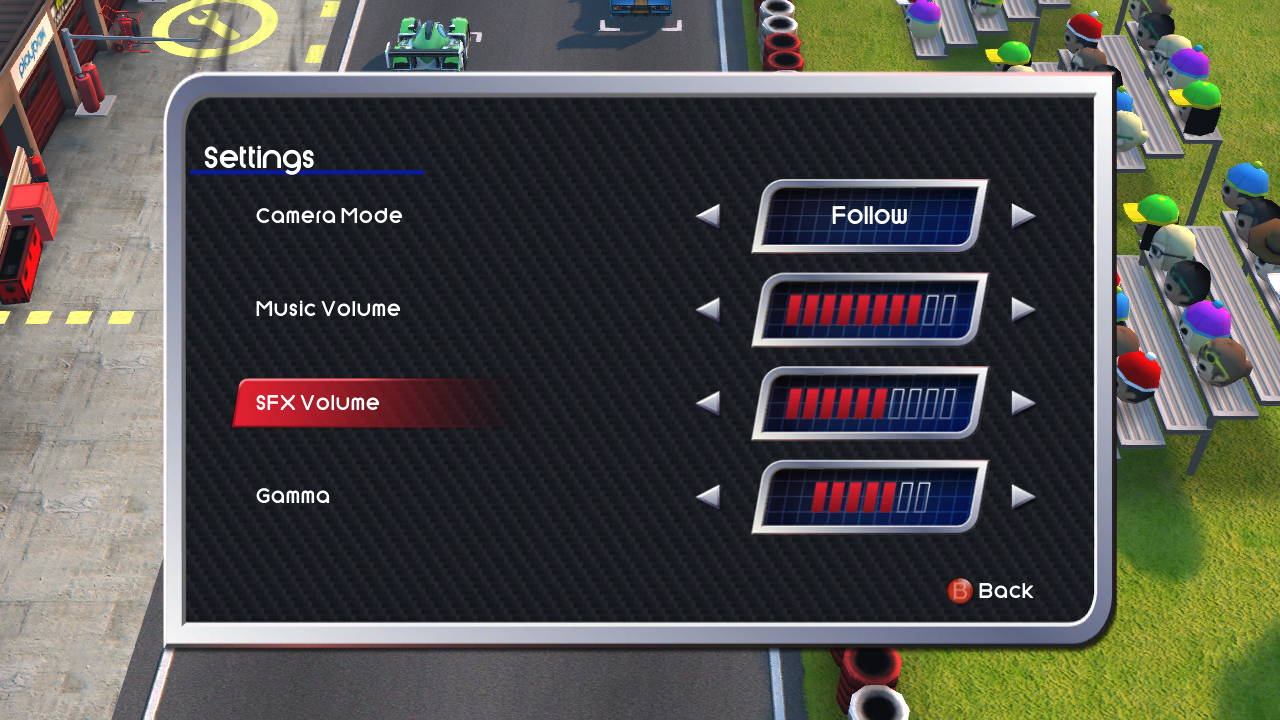 Settings
Camera Mode
Follow
Music Volume
SFX Volume
Gamma
B Back